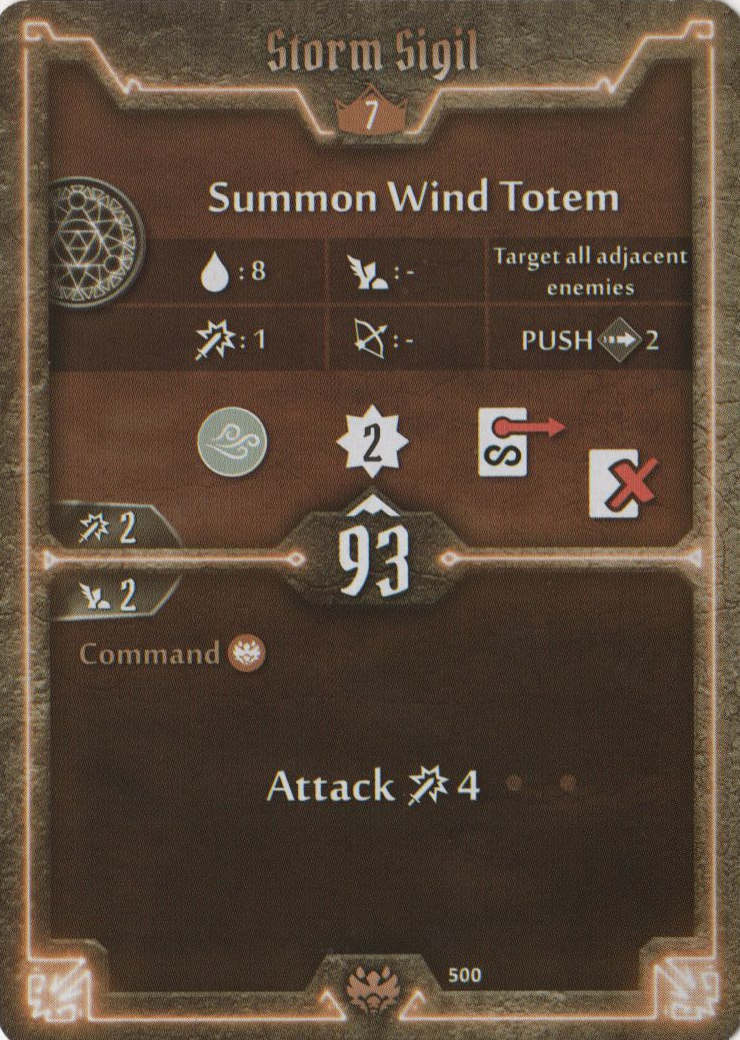 Storm Sigil
7
Summon Wind Totem
: 8
: -
Target all adjacent
enemies
: 1
: -
PUSH 2
2
2
93
2
Command
Attack 4
500